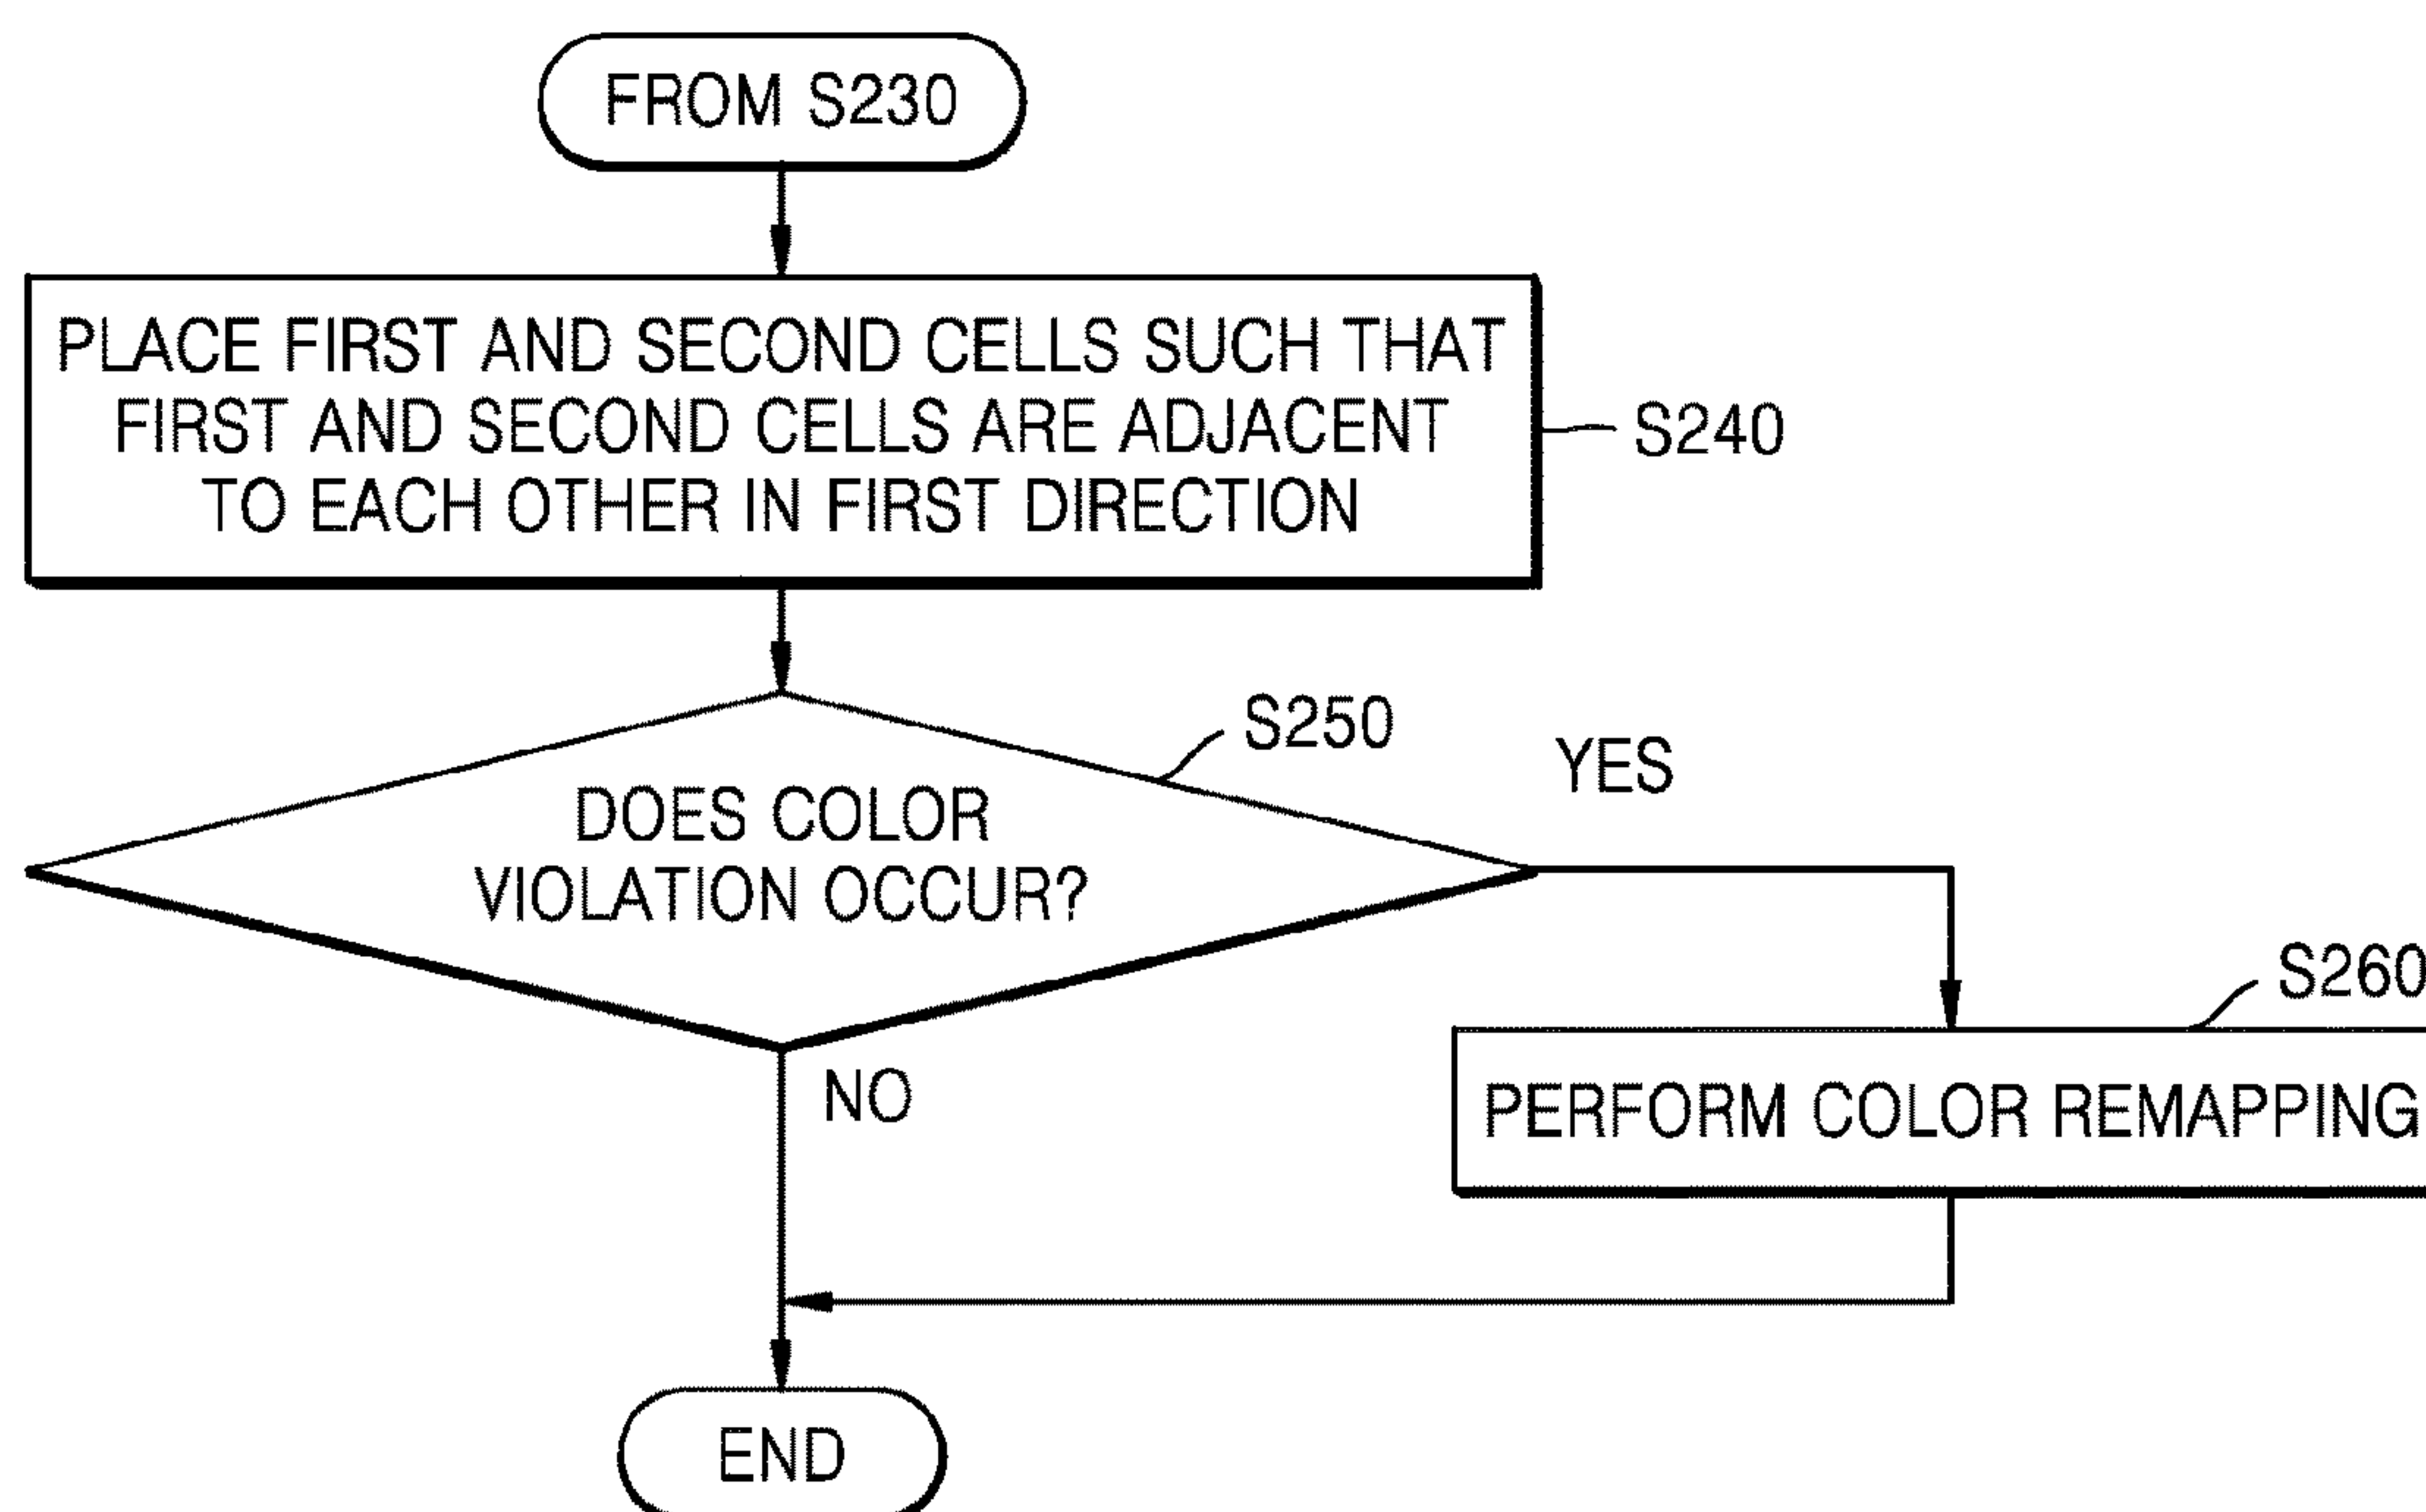 FROM S230
PLACE FIRST AND SECOND CELLS SUCH THAT
FIRST AND SECOND CELLS ARE ADJACENT
TO EACH OTHER IN FIRST DIRECTION
S240
S250
YES
DOES COLOR
VIOLATION OCCUR?
S260
NO
PERFORM COLOR REMAPPING
END